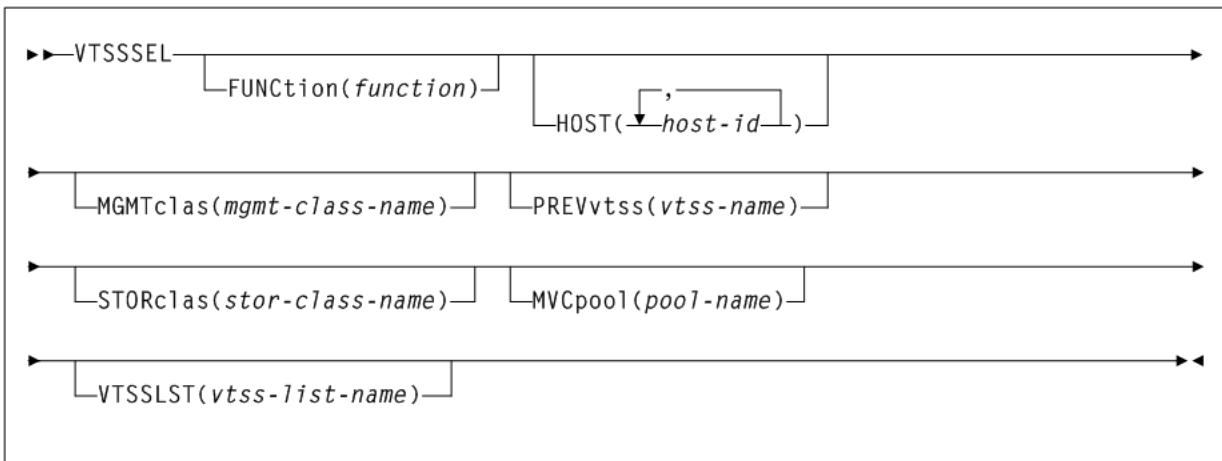 VTSSSEL
FUNCtion(function)
,
HOST(host-id)
MGMTclas(mgmt-class-name)
PREVvtss(vtss-name)
STORclas(stor-class-name)
MVCpool(pool-name)
VTSSLST(vtss-list-name)